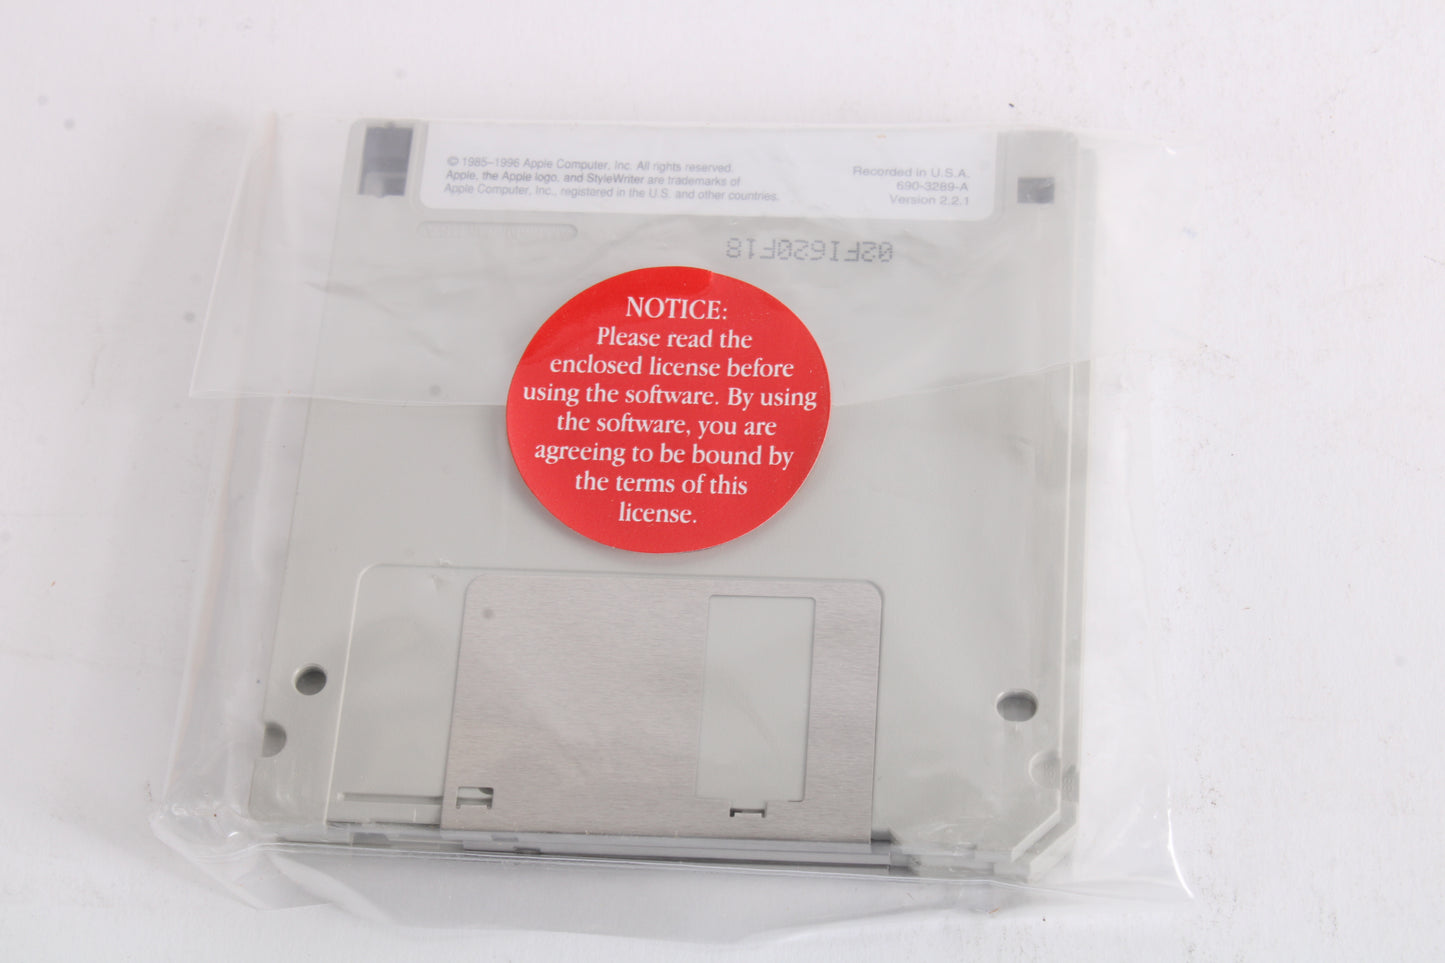 © 1985–1996 Apple Computer, Inc. All rights reserved.
Apple, the Apple logo, and StyleWriter are trademarks of
Apple Computer, Inc., registered in the U.S. and other countries.
Recorded in U.S.A.
690-3289-A
Version 2.2.1
02F1620F18
NOTICE:
Please read the
enclosed license before
using the software. By using
the software, you are
agreeing to be bound by
the terms of this
license.